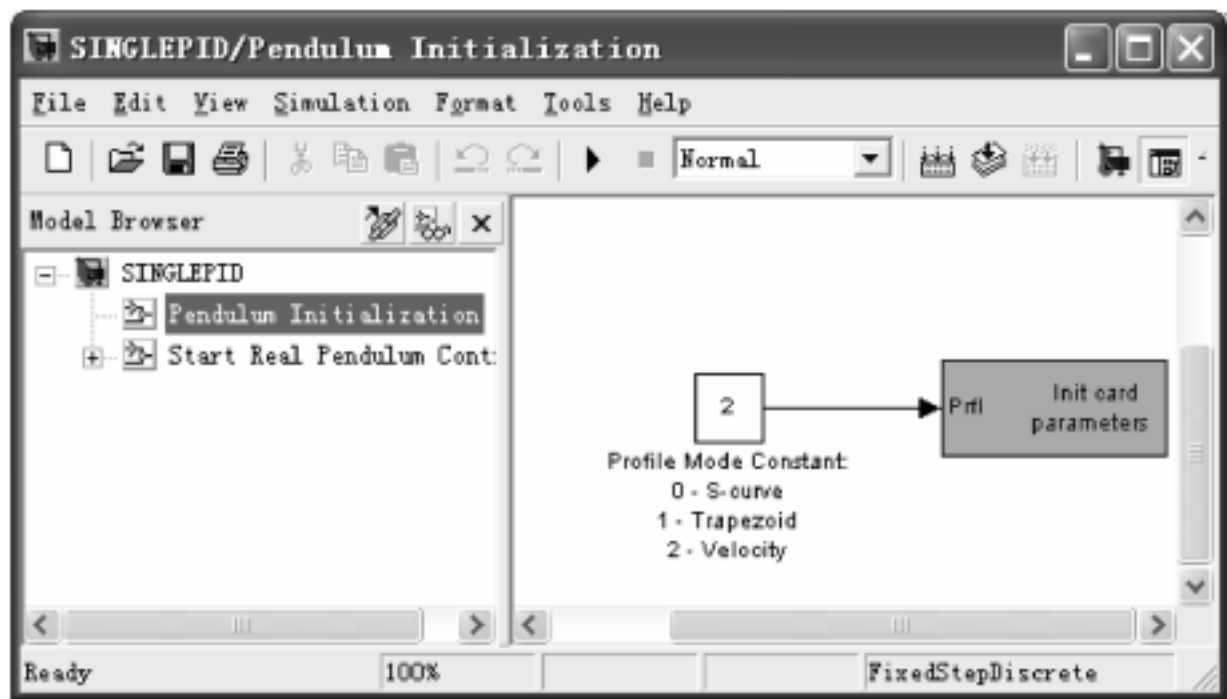 SINGLEPID/Pendulum Initialization
File Edit View Simulation Format Tools Help
Normal
Model Browser
SINGLEPID
Pendulum Initialization
Start Real Pendulum Cont
2
Profile Mode Constant:
0 - S-curve
1 - Trapezoid
2 - Velocity
Prfl
Init card
parameters
Ready 100% FixedStepDiscrete